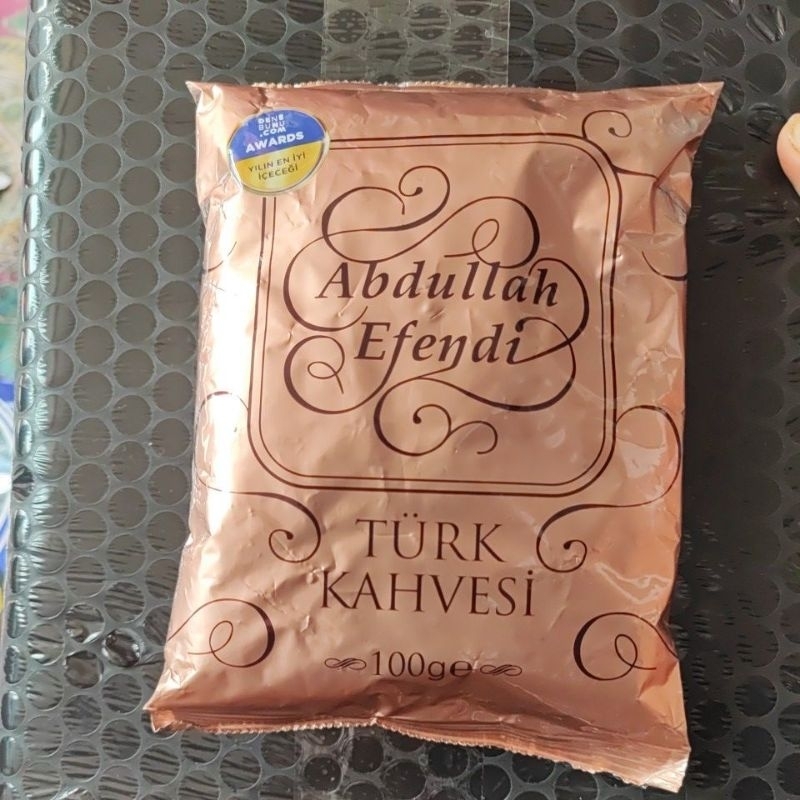 DENE
BUNU
.COM
AWARDS
YILIN EN İYİ
İÇECEĞİ
Abdullah
Efendi
TÜRK
KAHVESİ
100g℮